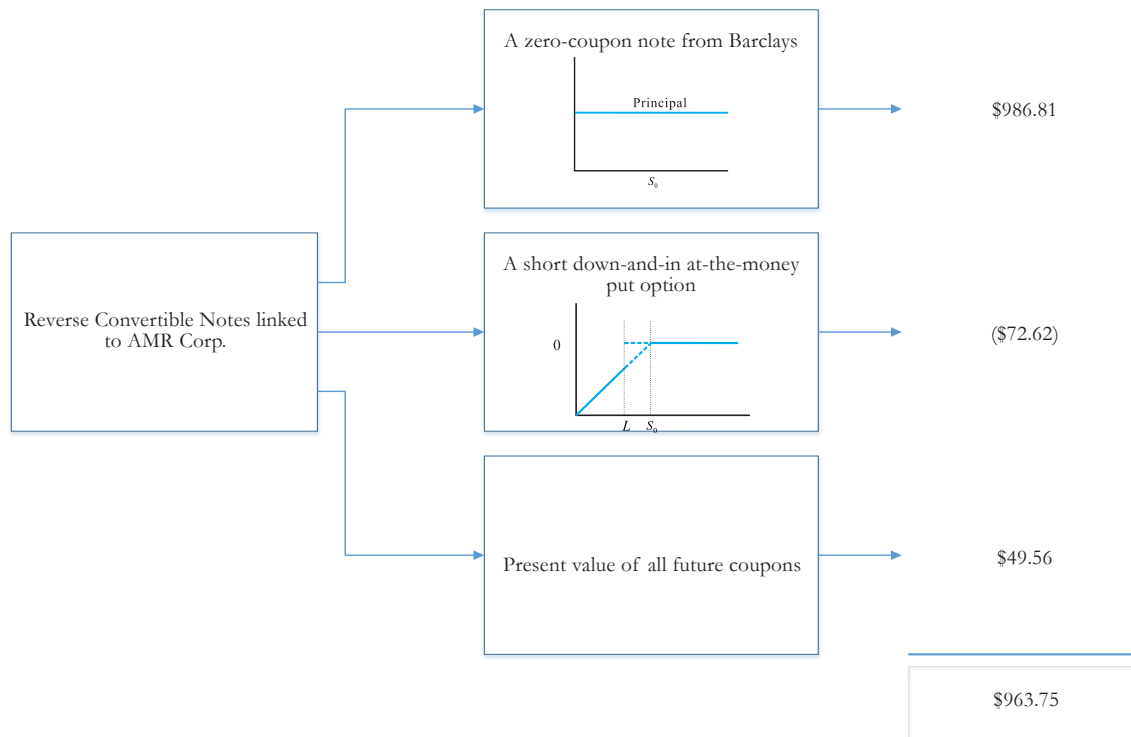 A zero-coupon note from Barclays
Principal
S₀
$986.81
Reverse Convertible Notes linked
to AMR Corp.
A short down-and-in at-the-money
put option
0
L S₀
($72.62)
Present value of all future coupons
$49.56
$963.75